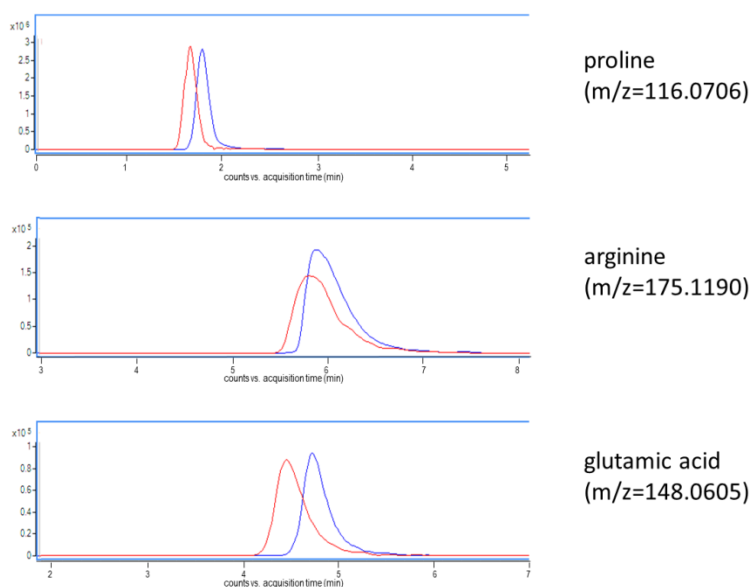 x10 6
3
2.5
2
1.5
1
0.5
0
0 1 2 3 4 5
counts vs. acquisition time (min)
proline
(m/z=116.0706)
x10 5
2
1.5
1
0.5
0
3 4 5 6 7 8
counts vs. acquisition time (min)
arginine
(m/z=175.1190)
x10 5
1
0.8
0.6
0.4
0.2
0
2 3 4 5 6 7
counts vs. acquisition time (min)
glutamic acid
(m/z=148.0605)